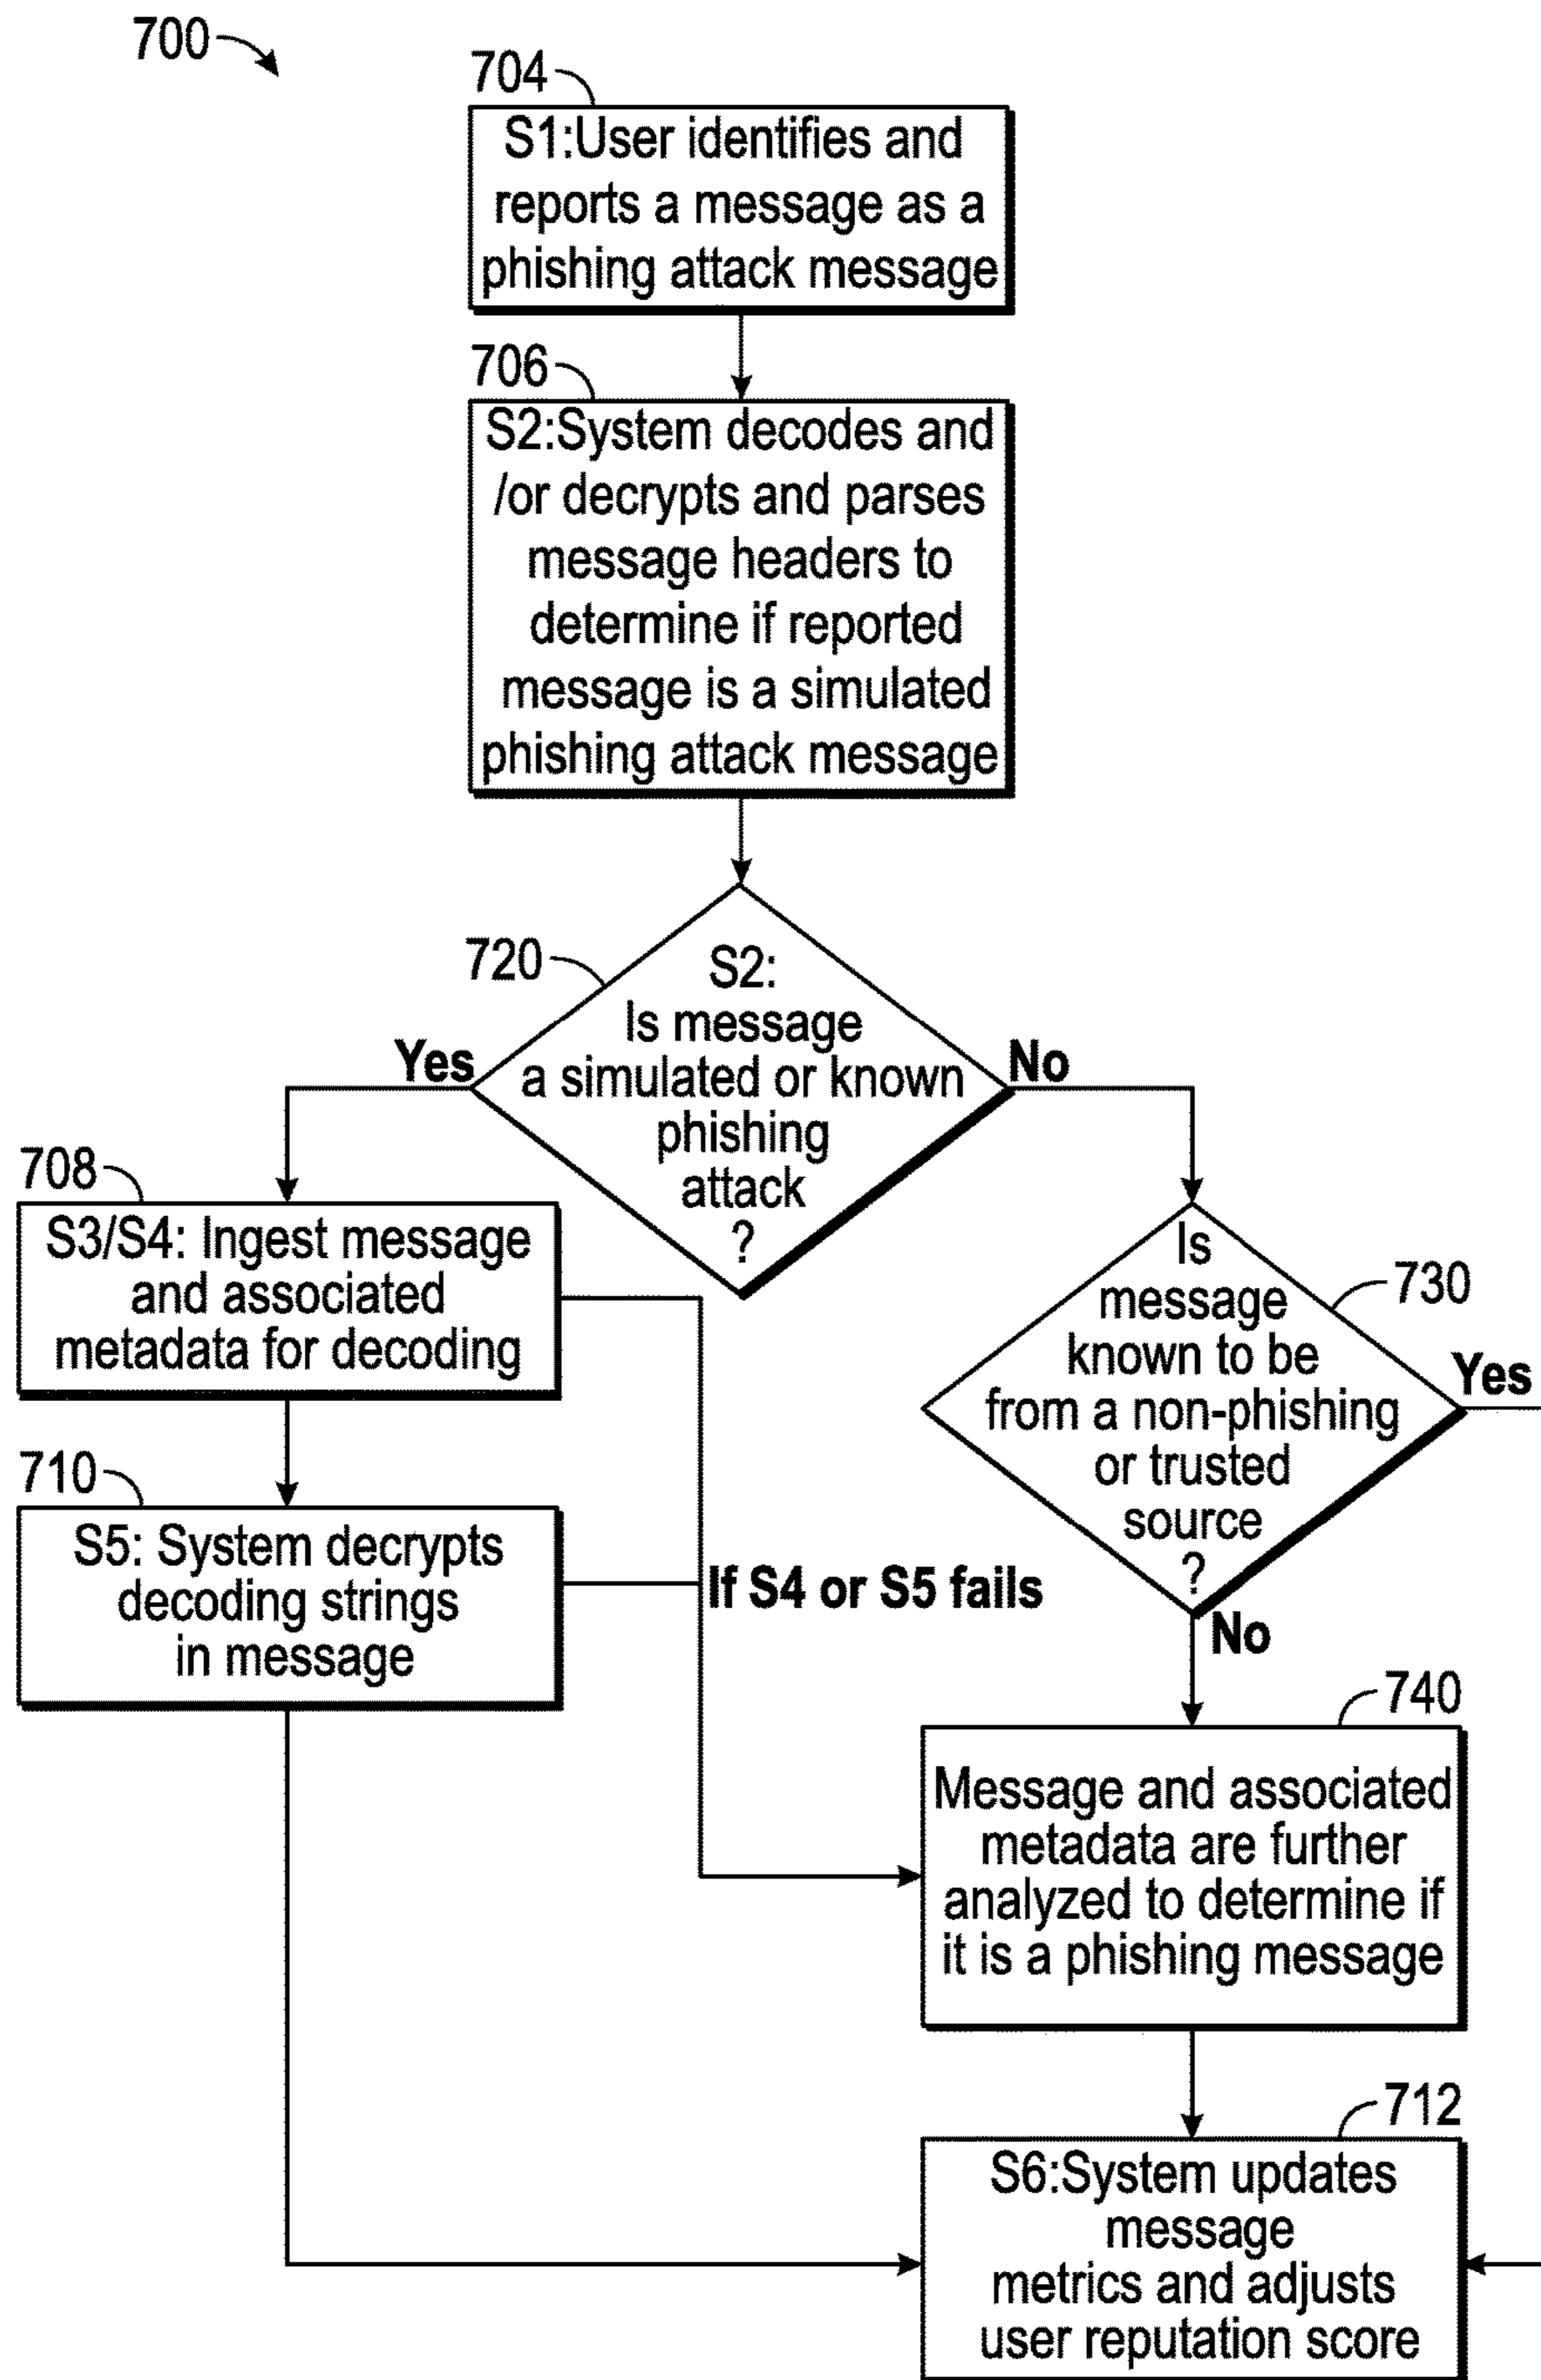 700
704
S1:User identifies and
reports a message as a
phishing attack message
706
S2:System decodes and
/or decrypts and parses
message headers to
determine if reported
message is a simulated
phishing attack message
720
S2:
Is message
a simulated or known
phishing
attack
?
Yes
No
708
S3/S4: Ingest message
and associated
metadata for decoding
730
Is
message
known to be
from a non-phishing
or trusted
source
?
Yes
No
710
S5: System decrypts
decoding strings
in message
If S4 or S5 fails
740
Message and associated
metadata are further
analyzed to determine if
it is a phishing message
712
S6:System updates
message
metrics and adjusts
user reputation score